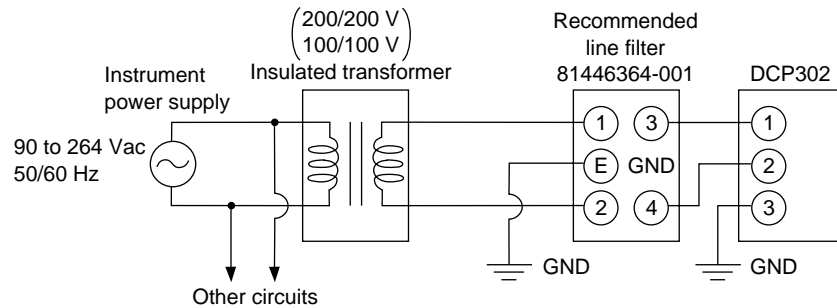 200/200 V
100/100 V
Insulated transformer
Recommended
line filter
81446364-001
DCP302
Instrument
power supply
90 to 264 Vac
50/60 Hz
1
3
1
E
GND
2
2
4
3
GND
GND
Other circuits